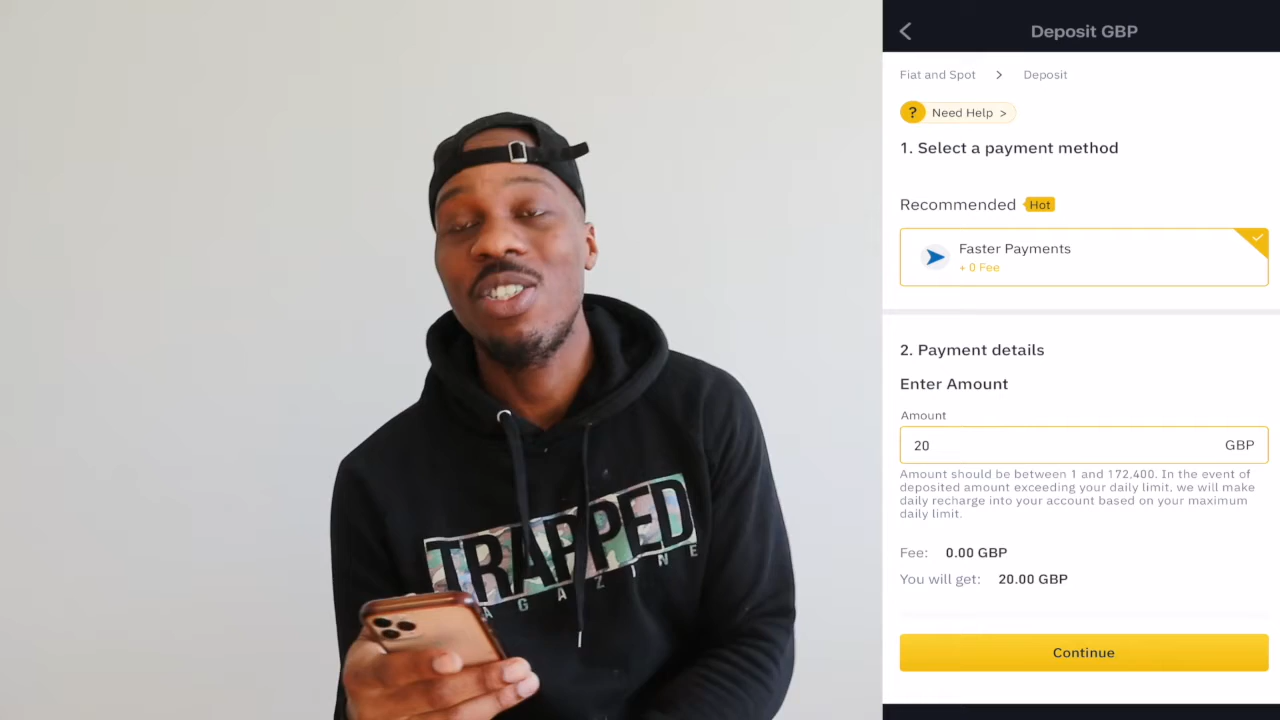 TRAPPED
AGAZINE
Deposit GBP
Fiat and Spot > Deposit
? Need Help >
1. Select a payment method
Recommended Hot
Faster Payments
+ 0 Fee
2. Payment details
Enter Amount
Amount
20 GBP
Amount should be between 1 and 172,400. In the event of
deposited amount exceeding your daily limit, we will make
daily recharge into your account based on your maximum
daily limit.
Fee: 0.00 GBP
You will get: 20.00 GBP
Continue